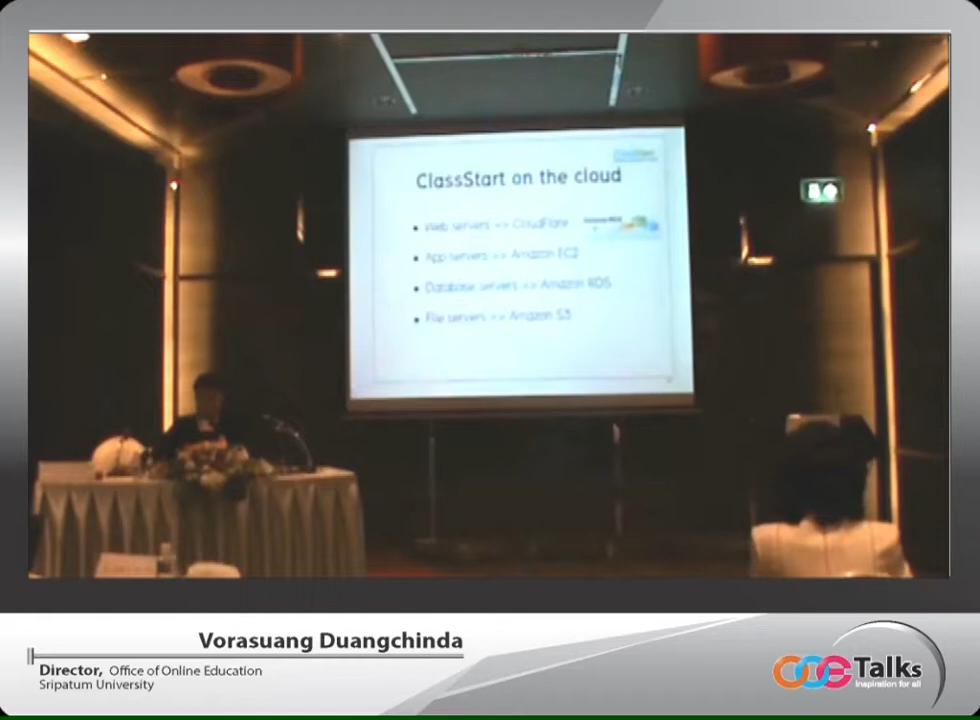 ClassStart on the cloud
• Web servers => CloudFlare
• App servers => Amazon EC2
• Database servers => Amazon RDS
• File servers => Amazon S3
Vorasuang Duangchinda
Director, Office of Online Education
Sripatum University
OOE Talks
Inspiration for all